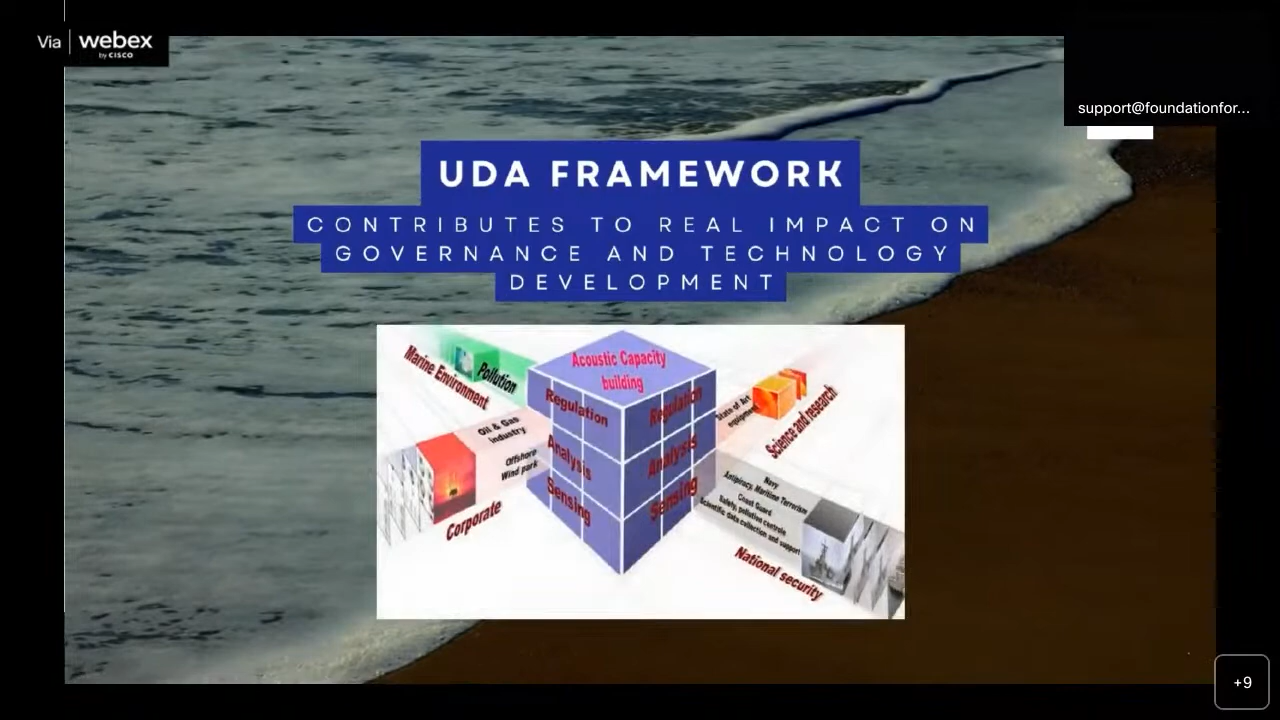 Via webex
by CISCO
support@foundationfor...
UDA FRAMEWORK
CONTRIBUTES TO REAL IMPACT ON
GOVERNANCE AND TECHNOLOGY
DEVELOPMENT
Marine Environment
Pollution
Acoustic Capacity
building
Regulation
Regulation
Analysis
Analysis
Sensing
Sensing
Oil & Gas
industry
Offshore
Wind park
Corporate
State of Art
equipment
Science and research
Navy
Antipiracy, Maritime Terrorism
Coast Guard
Safety, pollution controle
Scientific Data collection and support
National security
+9